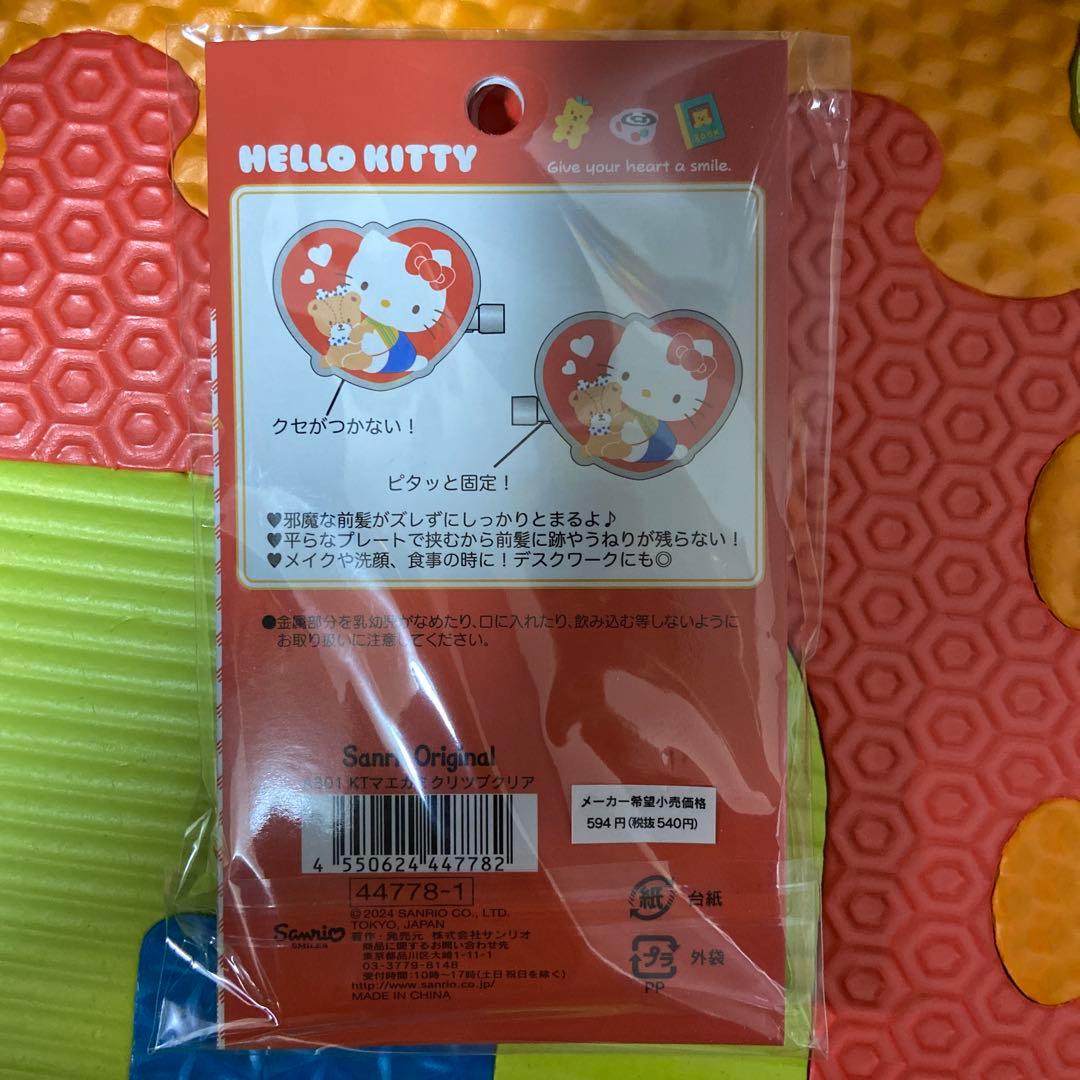 HELLO KITTY
BOOK
Give your heart a smile.
クセがつかない！
ピタッと固定！
♥邪魔な前髪がズレずにしっかりとまるよ♪
♥平らなプレートで挟むから前髪に跡やうねりが残らない！
♥メイクや洗顔、食事の時に！デスクワークにも◎
●金属部分を乳幼児がなめたり、口に入れたり、飲み込む等しないように
お取り扱いに注意してください。
Sanrio Original
KTマエガミクリツプクリア
メーカー希望小売価格
594円(税抜540円)
4 550624 447782
44778-1
©2024 SANRIO CO., LTD.
TOKYO, JAPAN
Sanrio
SMILES
著作・発売元 株式会社サンリオ
商品に関するお問い合わせ先
東京都品川区大崎1-11-1
03-3779-8148
受付時間:10時～17時(土日祝日を除く)
http://www.sanrio.co.jp/
MADE IN CHINA
紙 台紙
プラ 外袋
PP